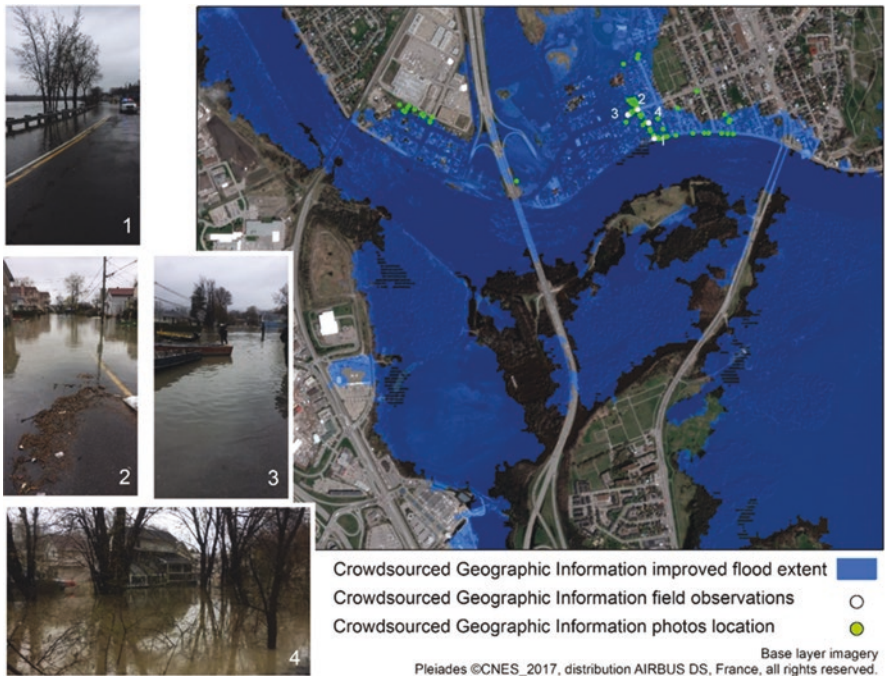 1
2
3
4
3
2
4
1
Crowdsourced Geographic Information improved flood extent
Crowdsourced Geographic Information field observations
Crowdsourced Geographic Information photos location
Base layer imagery
Pleiades ©CNES_2017, distribution AIRBUS DS, France, all rights reserved.